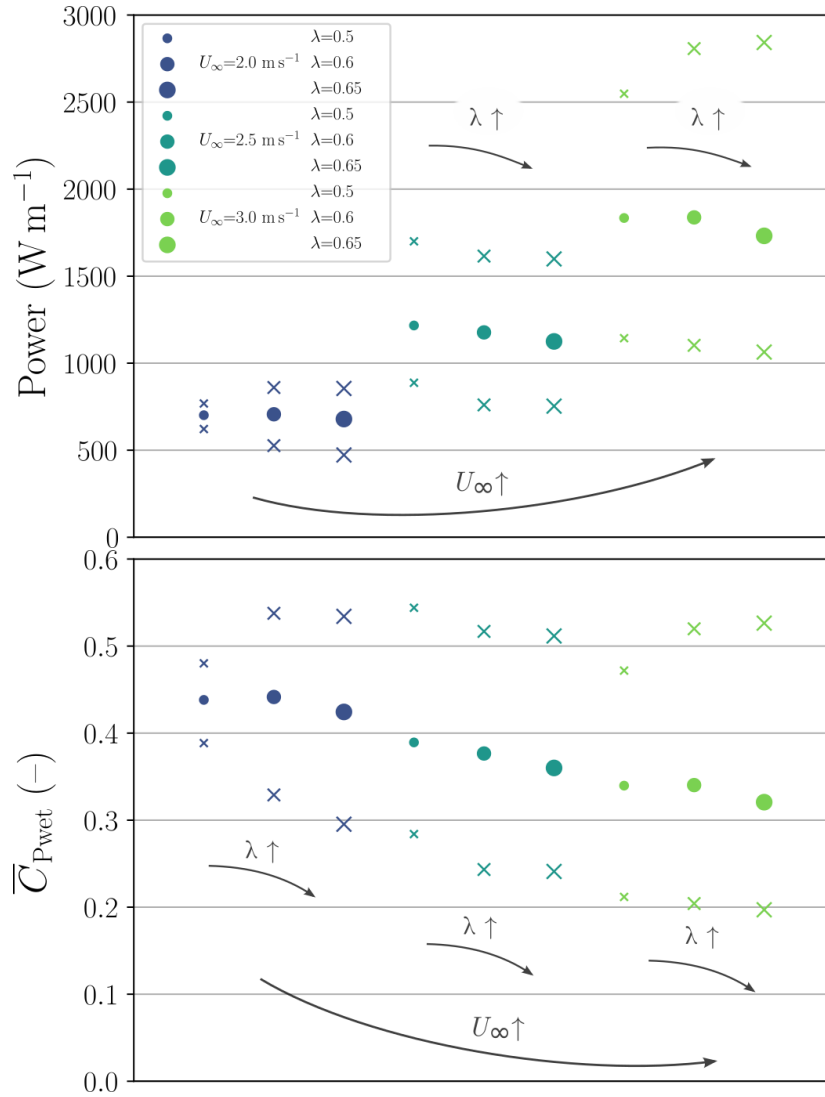 3000
2500
2000
1500
1000
500
0
Power (W m⁻¹)
λ=0.5
U∞=2.0 m s⁻¹ λ=0.6
λ=0.65
λ=0.5
U∞=2.5 m s⁻¹ λ=0.6
λ=0.65
λ=0.5
U∞=3.0 m s⁻¹ λ=0.6
λ=0.65
λ ↑
λ ↑
U∞↑
0.6
0.5
0.4
0.3
0.2
0.1
0.0
C̅Pwet (–)
λ ↑
λ ↑
λ ↑
U∞↑